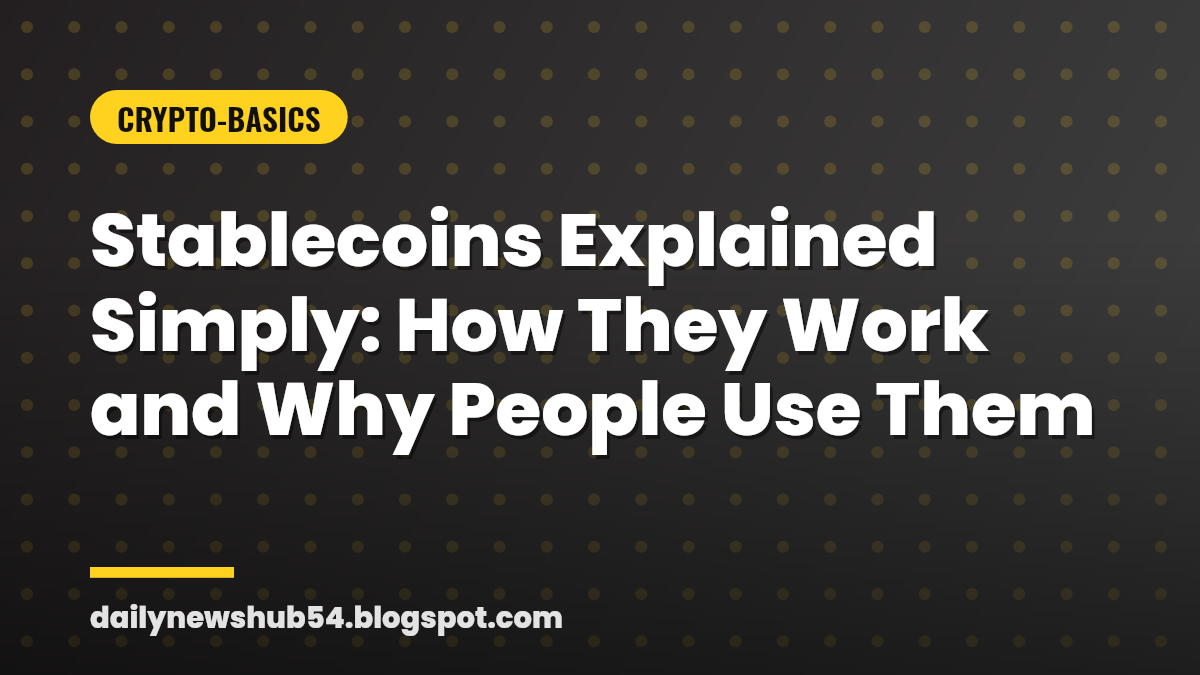 CRYPTO-BASICS
Stablecoins Explained
Simply: How They Work
and Why People Use Them
dailynewshub54.blogspot.com